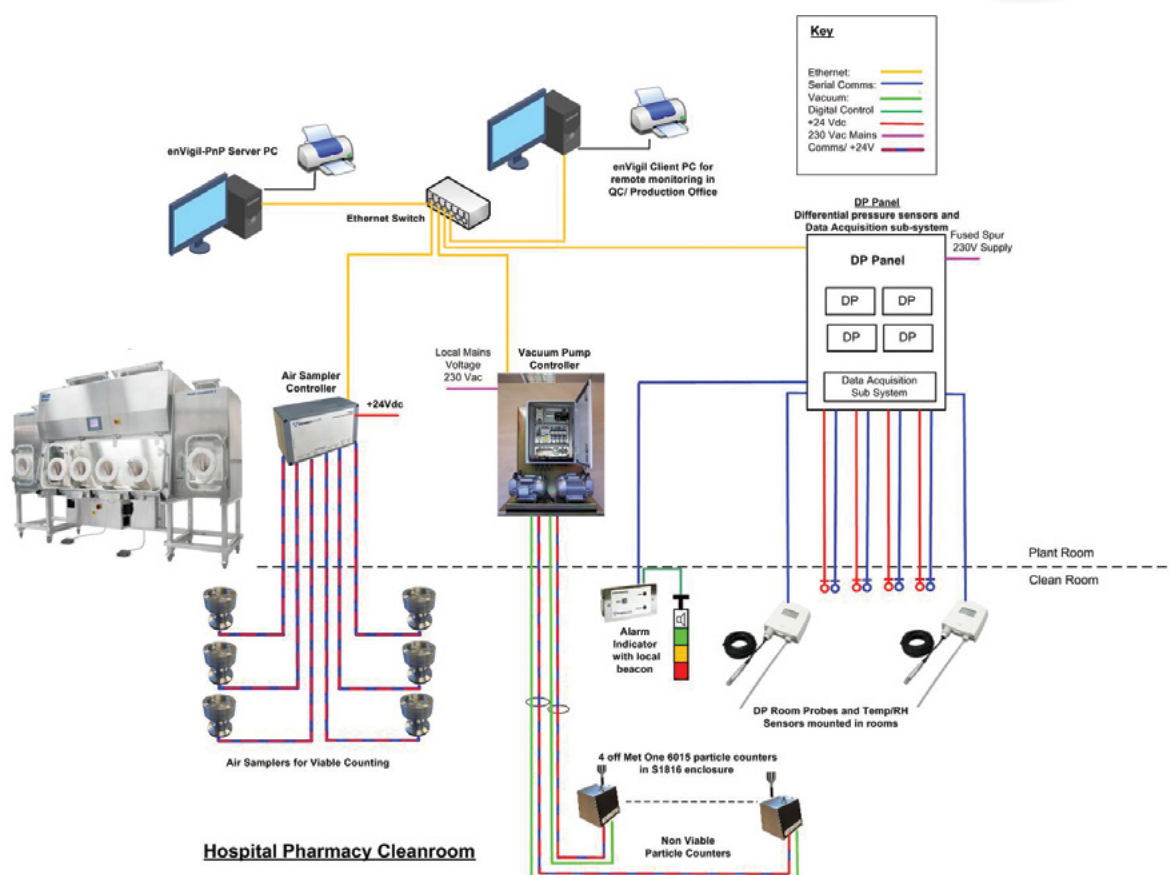 Key
Ethernet:
Serial Comms:
Vacuum:
Digital Control
+24 Vdc
230 Vac Mains
Comms/ +24V
enVigil-PnP Server PC
enVigil Client PC for
remote monitoring in
QC/ Production Office
Ethernet Switch
DP Panel
Differential pressure sensors and
Data Acquisition sub-system
Fused Spur
230V Supply
DP Panel
DP
DP
DP
DP
Data Acquisition
Sub System
Local Mains
Voltage
230 Vac
Vacuum Pump
Controller
Air Sampler
Controller
+24Vdc
Plant Room
Clean Room
Alarm
Indicator
with local
beacon
DP Room Probes and Temp/RH
Sensors mounted in rooms
Air Samplers for Viable Counting
4 off Met One 6015 particle counters
in S1816 enclosure
Non Viable
Particle Counters
Hospital Pharmacy Cleanroom